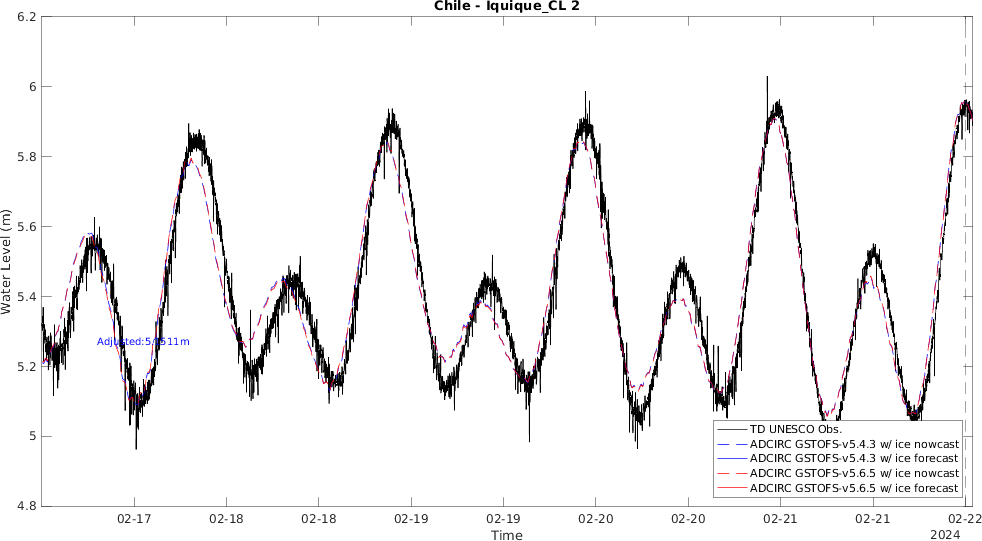 Chile - Iquique_CL 2
Water Level (m)
6.2
6
5.8
5.6
5.4
5.2
5
4.8
TD UNESCO Obs.
ADCIRC GSTOFS-v5.4.3 w/ ice nowcast
ADCIRC GSTOFS-v5.4.3 w/ ice forecast
ADCIRC GSTOFS-v5.6.5 w/ ice nowcast
ADCIRC GSTOFS-v5.6.5 w/ ice forecast
02-17 02-18 02-18 02-19 02-19 02-20 02-20 02-21 02-21 02-22
Time
2024